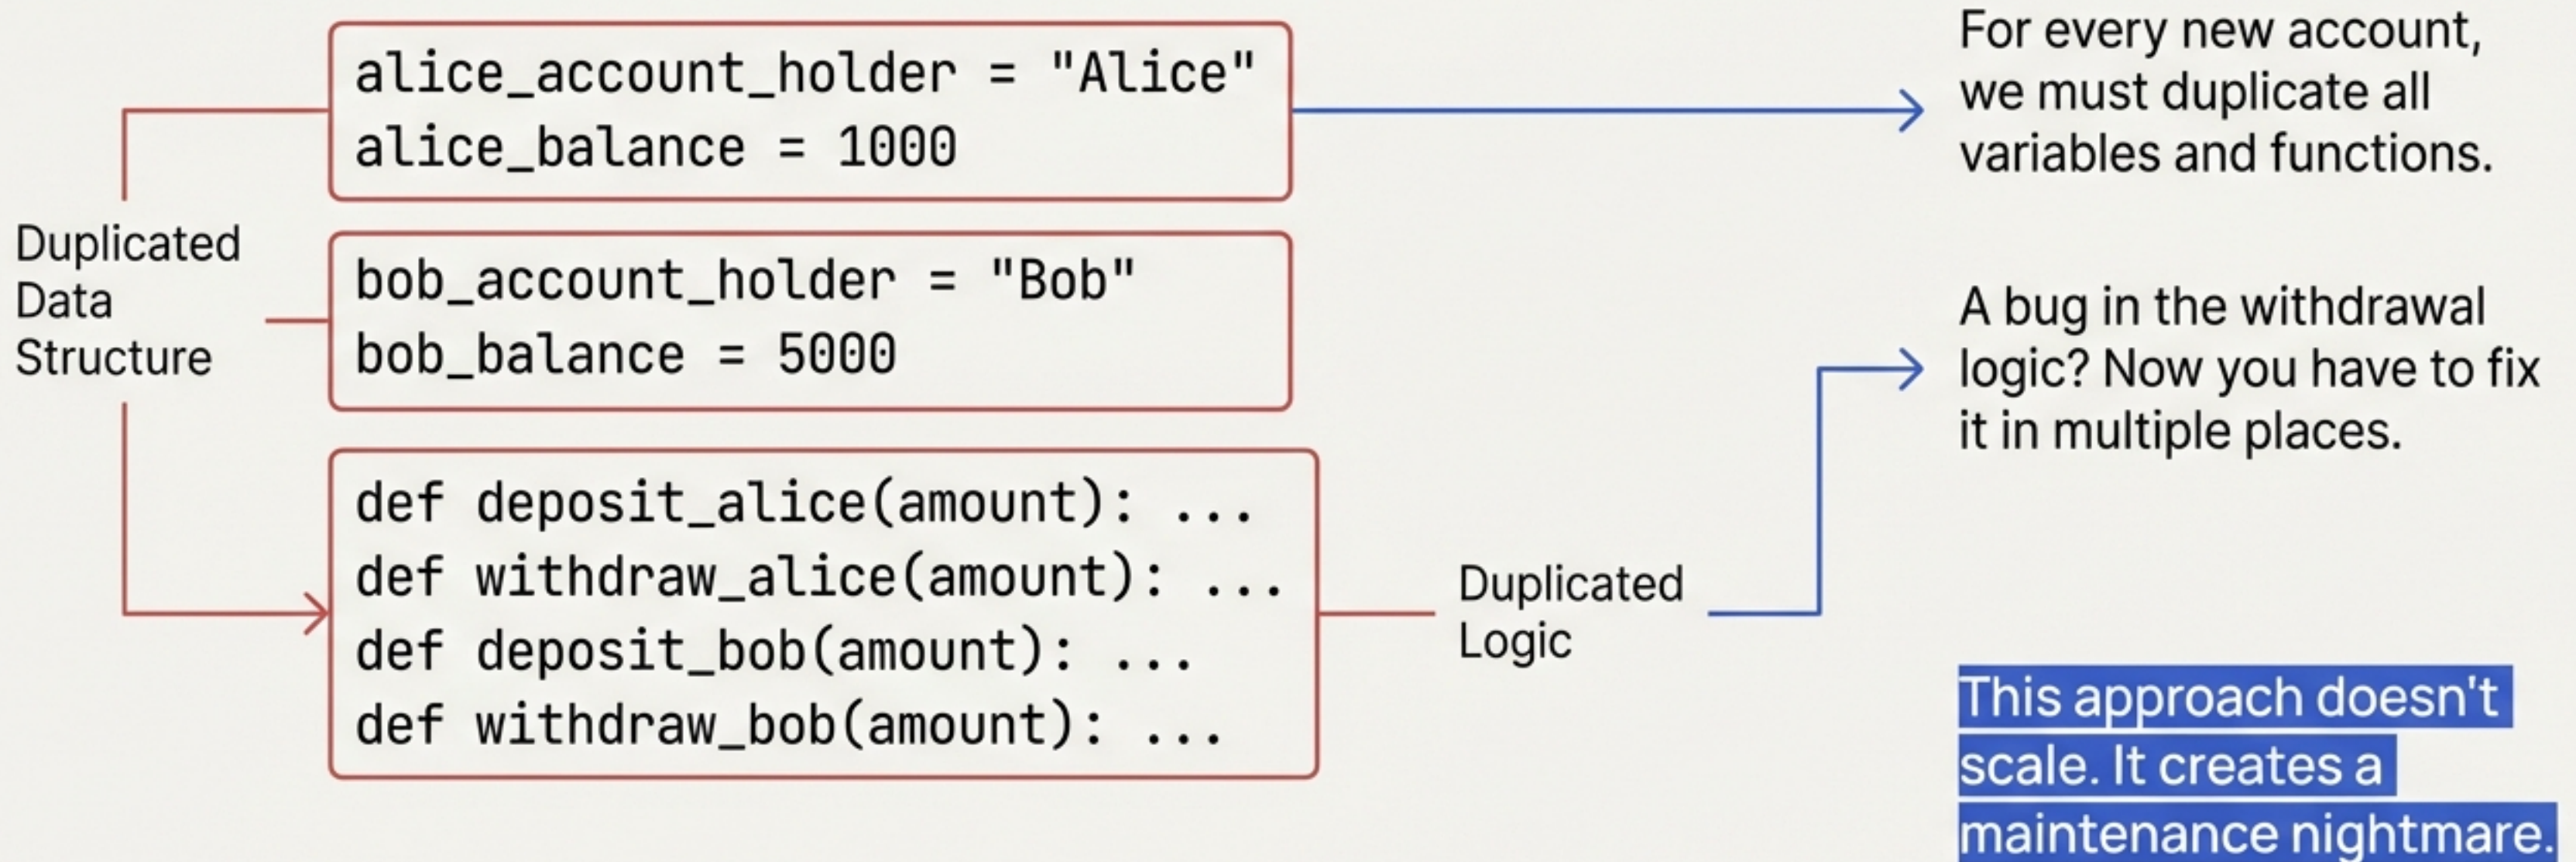 alice_account_holder = "Alice"
alice_balance = 1000
Duplicated
Data
Structure
bob_account_holder = "Bob"
bob_balance = 5000
def deposit_alice(amount): ...
def withdraw_alice(amount): ...
def deposit_bob(amount): ...
def withdraw_bob(amount): ...
Duplicated
Logic
For every new account,
we must duplicate all
variables and functions.
A bug in the withdrawal
logic? Now you have to fix
it in multiple places.
This approach doesn't
scale. It creates a
maintenance nightmare.